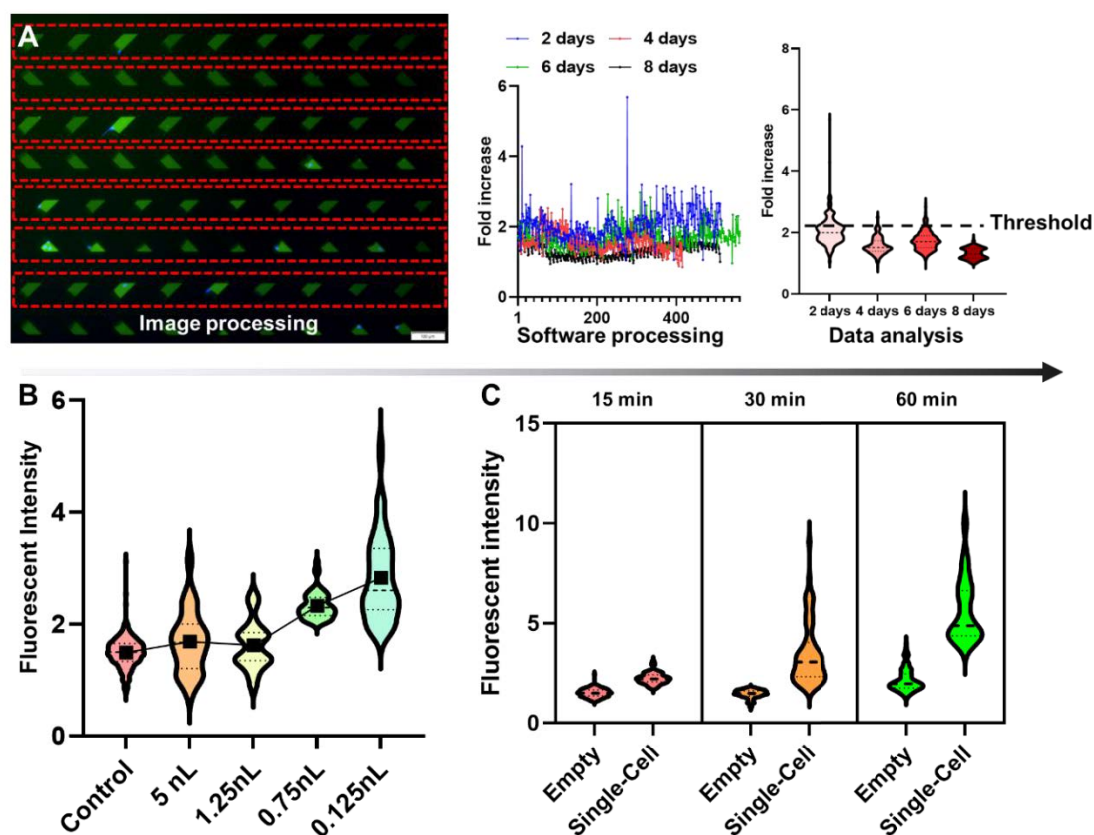 A
Image processing
2 days
4 days
6 days
8 days
Fold increase
6
4
2
0
1
200
400
Software processing
Fold increase
8
6
4
2
0
Threshold
2 days
4 days
6 days
8 days
Data analysis
B
Fluorescent Intensity
6
4
2
0
Control
5 nL
1.25nL
0.75nL
0.125nL
C
15 min
30 min
60 min
Fluorescent intensity
15
10
5
0
Empty
Single-Cell
Empty
Single-Cell
Empty
Single-Cell